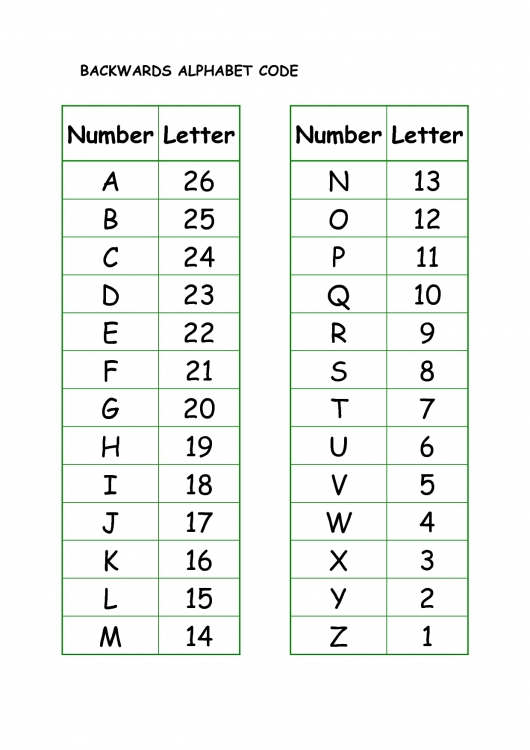 BACKWARDS ALPHABET CODE
Number Letter
A 26
B 25
C 24
D 23
E 22
F 21
G 20
H 19
I 18
J 17
K 16
L 15
M 14
Number Letter
N 13
O 12
P 11
Q 10
R 9
S 8
T 7
U 6
V 5
W 4
X 3
Y 2
Z 1